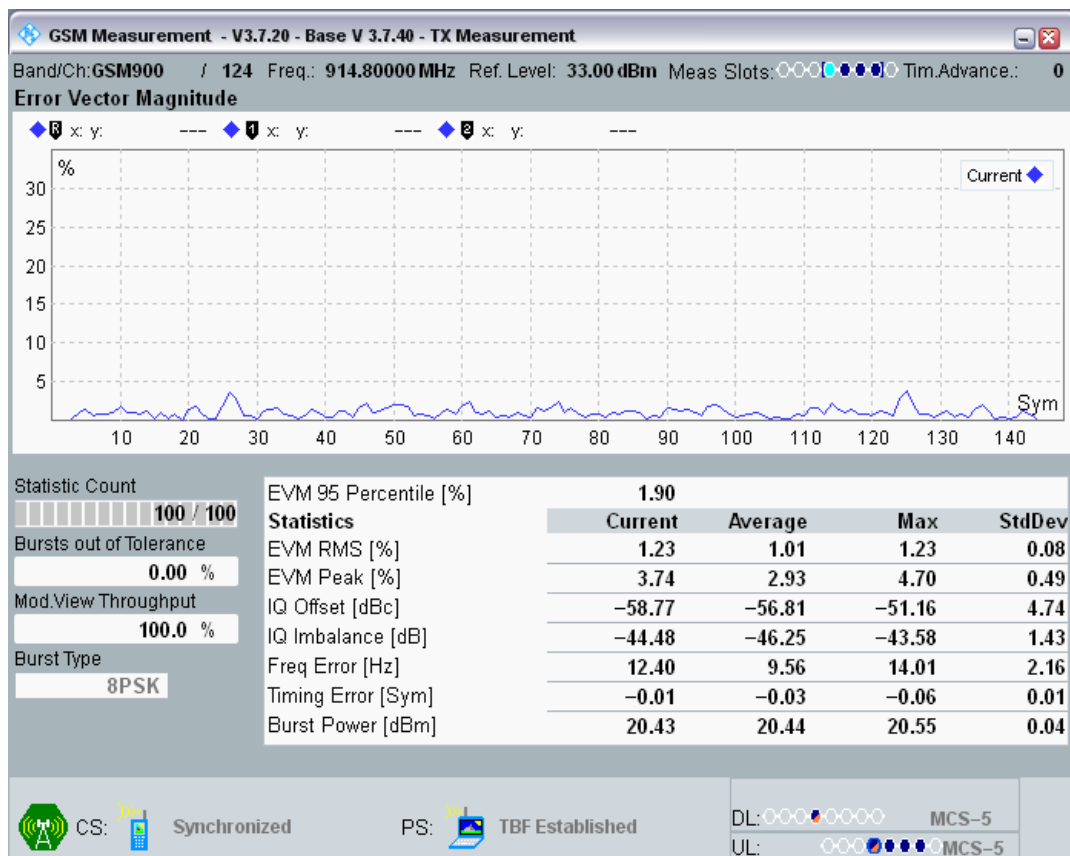 GSM Measurement - V3.7.20 - Base V 3.7.40 - TX Measurement
Band/Ch:GSM900 / 124 Freq.: 914.80000 MHz Ref. Level: 33.00 dBm Meas Slots: Tim.Advance.: 0
Error Vector Magnitude
R x: y: --- 1 x: y: --- 2 x: y: ---
%
Current
30
25
20
15
10
5
Sym
10 20 30 40 50 60 70 80 90 100 110 120 130 140
Statistic Count
100 / 100
Bursts out of Tolerance
0.00 %
Mod.View Throughput
100.0 %
Burst Type
8PSK
EVM 95 Percentile [%] 1.90
Statistics Current Average Max StdDev
EVM RMS [%] 1.23 1.01 1.23 0.08
EVM Peak [%] 3.74 2.93 4.70 0.49
IQ Offset [dBc] −58.77 −56.81 −51.16 4.74
IQ Imbalance [dB] −44.48 −46.25 −43.58 1.43
Freq Error [Hz] 12.40 9.56 14.01 2.16
Timing Error [Sym] −0.01 −0.03 −0.06 0.01
Burst Power [dBm] 20.43 20.44 20.55 0.04
CS: Synchronized PS: TBF Established
DL: MCS−5
UL: MCS−5